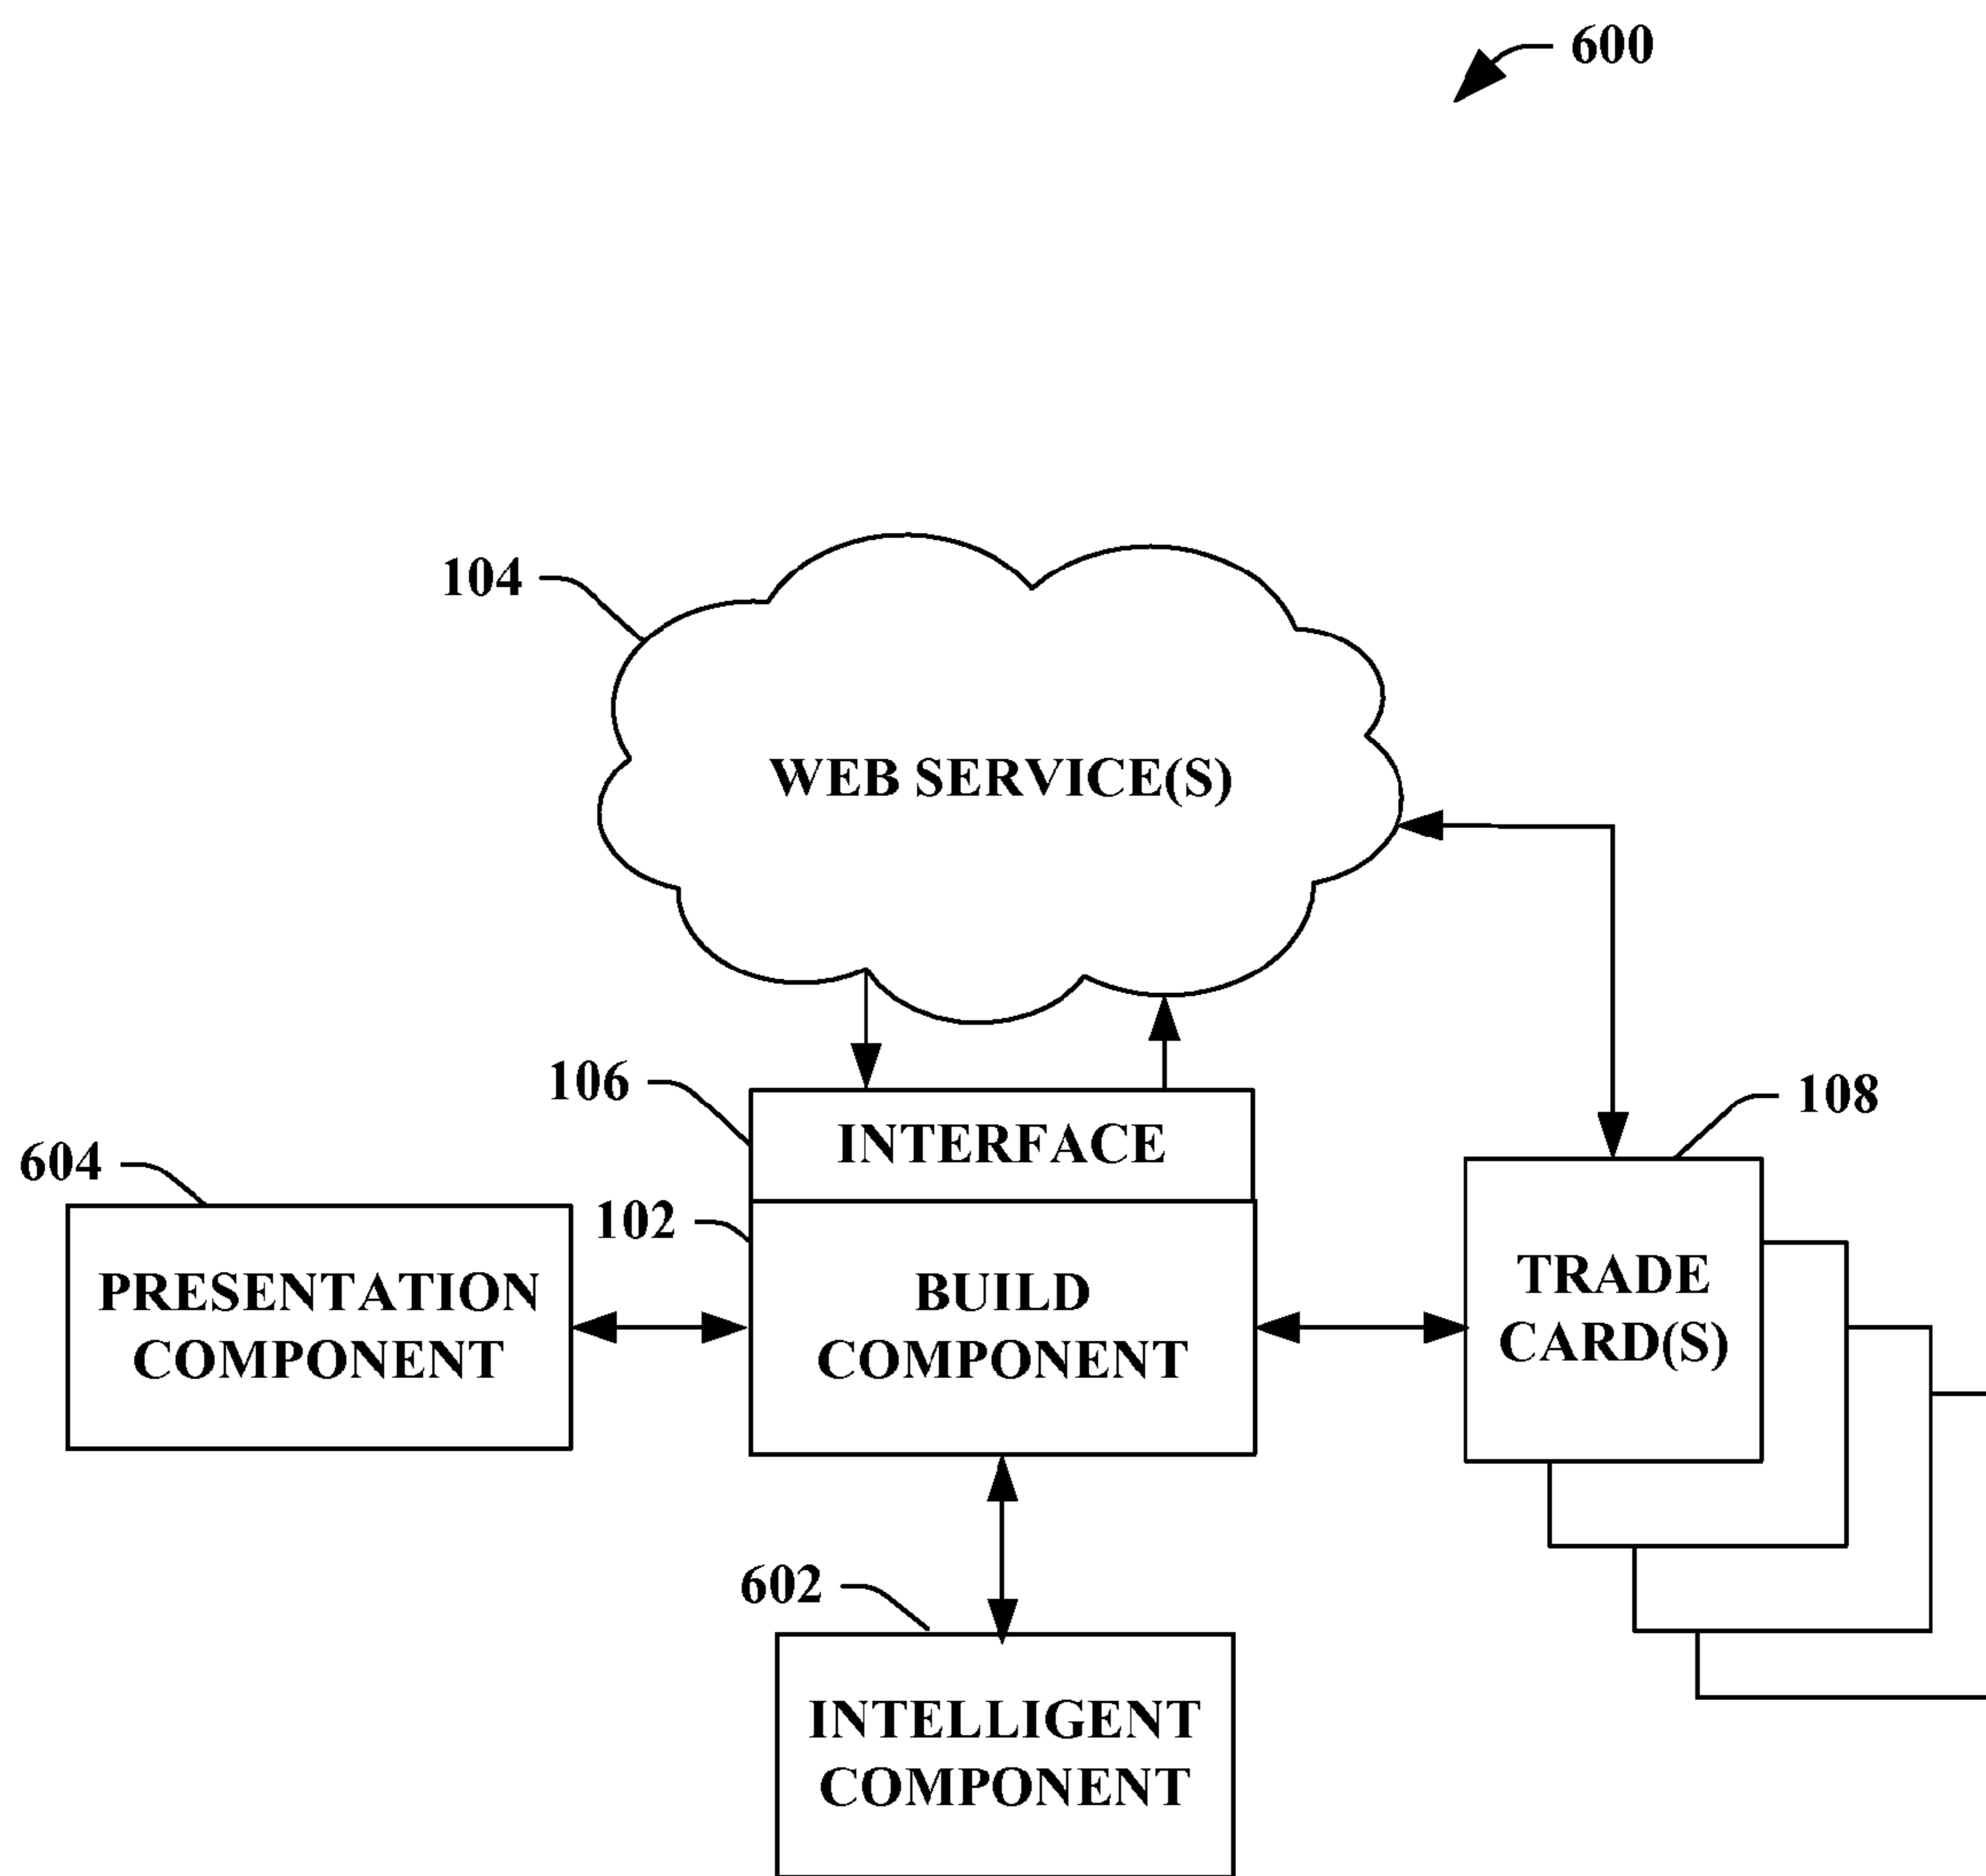 600
104
WEB SERVICE(S)
106
INTERFACE
108
604
102
PRESENTATION
COMPONENT
BUILD
COMPONENT
TRADE
CARD(S)
602
INTELLIGENT
COMPONENT